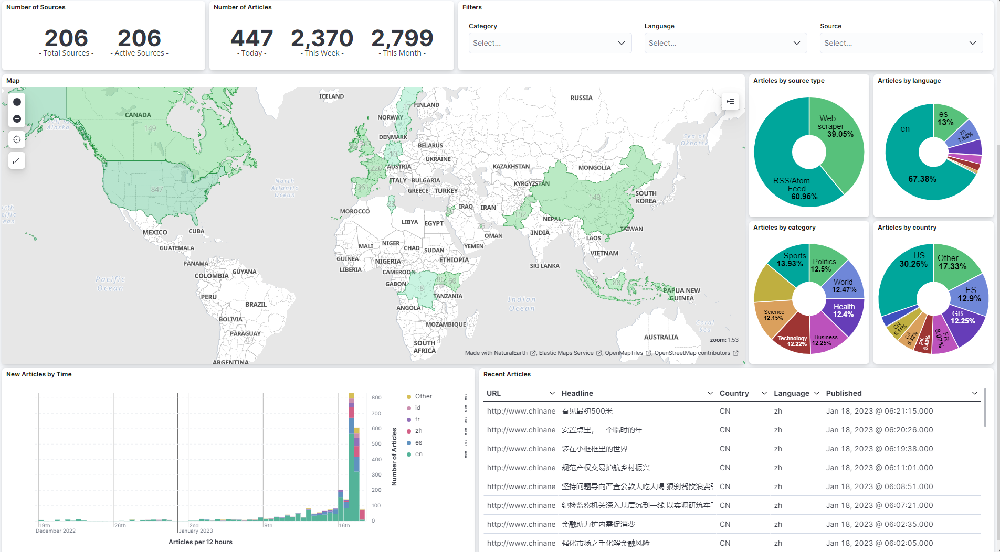 Number of Sources
206
- Total Sources -
206
- Active Sources -
Number of Articles
447
- Today -
2,370
- This Week -
2,799
- This Month -
Filters
Category
Select...
Language
Select...
Source
Select...
Map
ICELAND
RUSSIA
FINLAND
NORWAY
CANADA
149
Gulf of
Alaska
DENMARK
BELARUS
Sea of
Okhotsk
10
UKRAINE
AUSTRIA
226
KAZAKHSTAN
MONGOLIA
North
Atlantic
Ocean
ITALY
BULGARIA
KYRGYZSTAN
847
361
GREECE
TURKEY
SOUTH
KOREA
143
MOROCCO
IRAQ
IRAN
152
NEPAL
LIBYA
EGYPT
TAIWAN
MEXICO
CUBA
INDIA
OMAN
LAOS
GUATEMALA
MALI
NIGER
CHAD
SUDAN
YEMEN
VIETNAM
PANAMA
GUINEA
NIGERIA
ETHIOPIA
SRI LANKA
COLOMBIA
GUYANA
LIBERIA
CAMEROON
Pacific
Ocean
GABON
8
60
80
TANZANIA
PAPUA NEW
GUINEA
PERU
BRAZIL
ANGOLA
Indian
Ocean
BOLIVIA
MOZAMBIQUE
Coral
Sea
PARAGUAY
AUSTRALIA
SOUTH
AFRICA
ARGENTINA
zoom: 1.53
Made with NaturalEarth , Elastic Maps Service , OpenMapTiles , OpenStreetMap contributors
Articles by source type
Web
scraper
39.05%
RSS/Atom
Feed
60.95%
Articles by language
es
13%
en
67.38%
zh
7.68%
Articles by category
Sports
13.93%
Politics
12.5%
World
12.47%
Health
12.4%
Business
12.25%
Technology
12.22%
Science
12.15%
Articles by country
US
30.26%
Other
17.33%
ES
12.9%
GB
12.25%
FR
8.07%
PK
5.43%
CA
5.32%
CN
5.11%
New Articles by Time
800
700
600
500
400
300
200
100
0
Number of Articles
19th
December 2022
26th
2nd
January 2023
9th
16th
Articles per 12 hours
Other
id
fr
zh
es
en
Recent Articles
URL Headline Country Language Published
http://www.chinane 看见最初500米 CN zh Jan 18, 2023 @ 06:21:15.000
http://www.chinane 安置点里，一个临时的年 CN zh Jan 18, 2023 @ 06:20:26.000
http://www.chinane 装在小框框里的世界 CN zh Jan 18, 2023 @ 06:19:38.000
http://www.chinane 规范产权交易护航乡村振兴 CN zh Jan 18, 2023 @ 06:11:01.000
http://www.chinane 坚持问题导向严查公款大吃大喝 狠刹餐饮浪费 CN zh Jan 18, 2023 @ 06:08:51.000
http://www.chinane 纪检监察机关深入基层沉到一线 以实调研筑牢 CN zh Jan 18, 2023 @ 06:07:21.000
http://www.chinane 金融助力扩内需促消费 CN zh Jan 18, 2023 @ 06:02:35.000
http://www.chinane 强化市场之手化解金融风险 CN zh Jan 18, 2023 @ 06:02:05.000